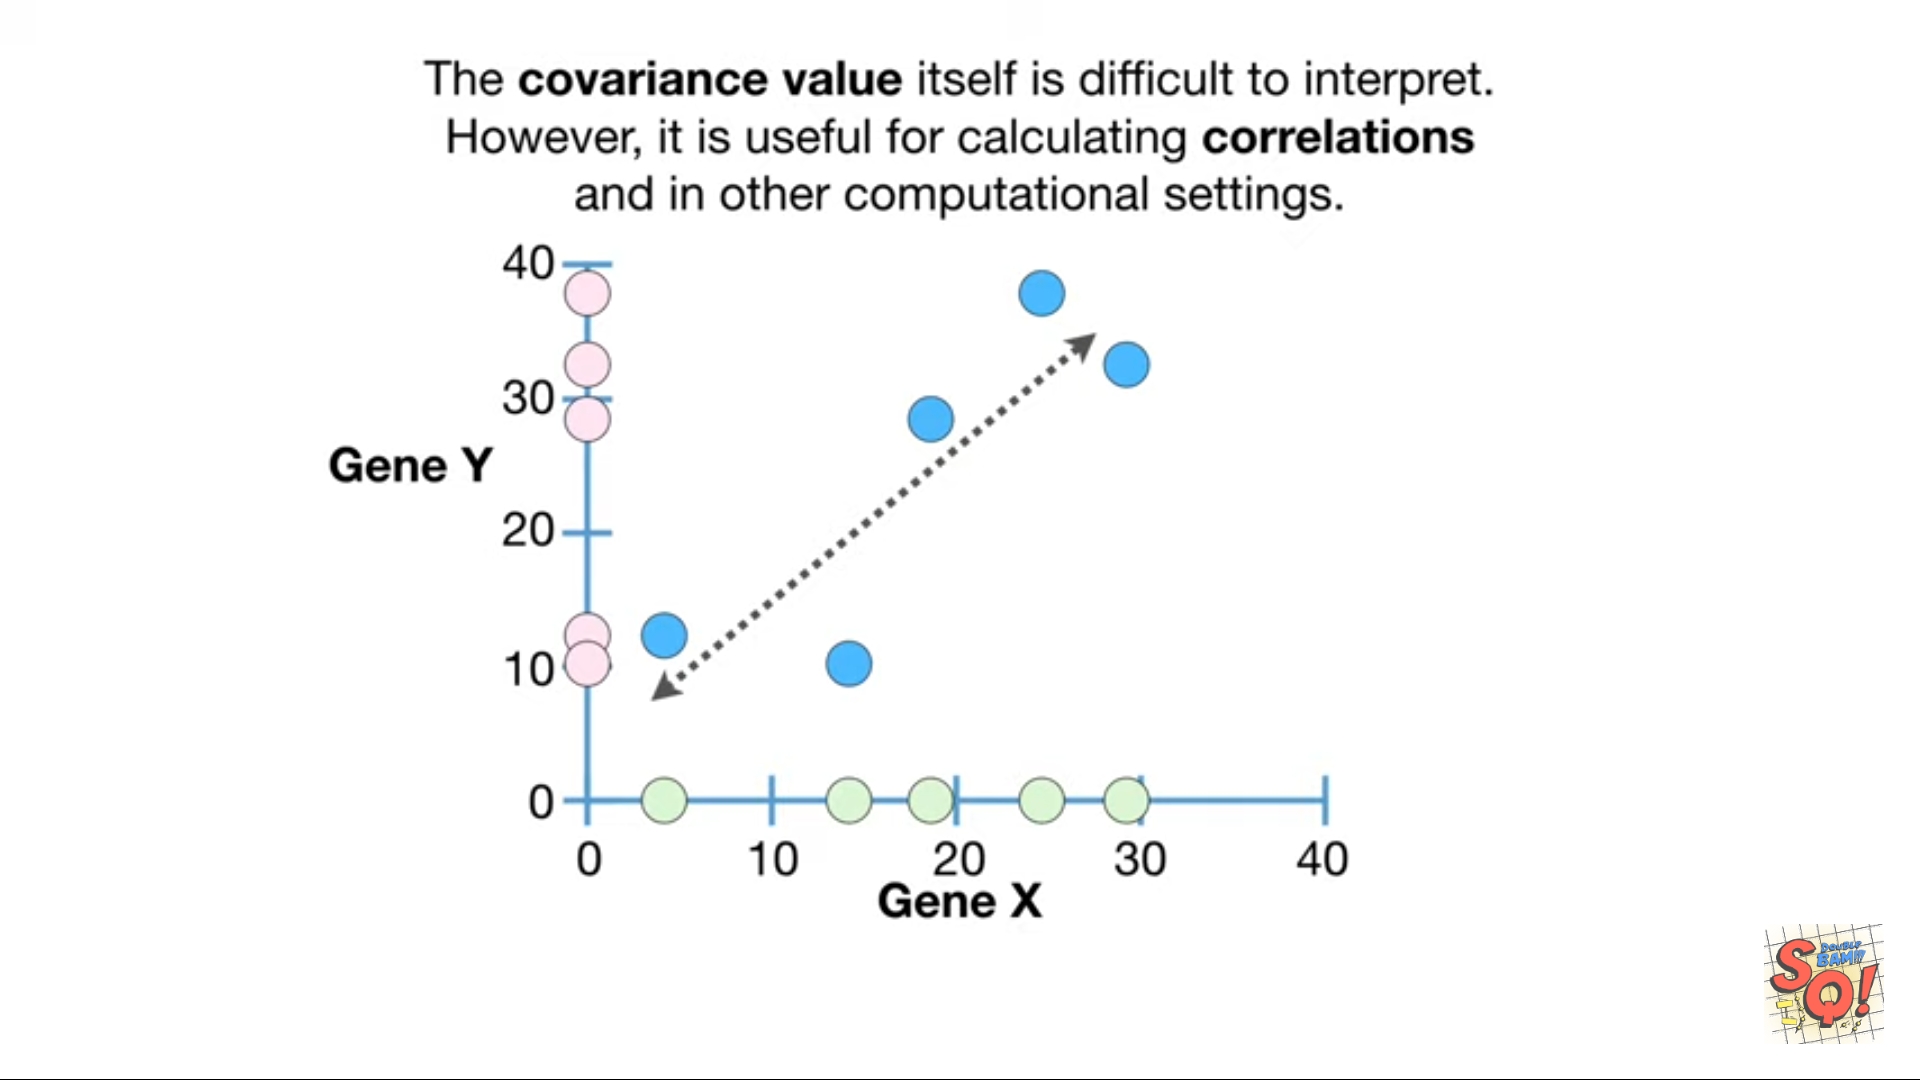 The covariance value itself is difficult to interpret.
However, it is useful for calculating correlations
and in other computational settings.
40
30
Gene Y
20
10
0
0 10 20 30 40
Gene X
DOUBLE
BAM!!
SQ!